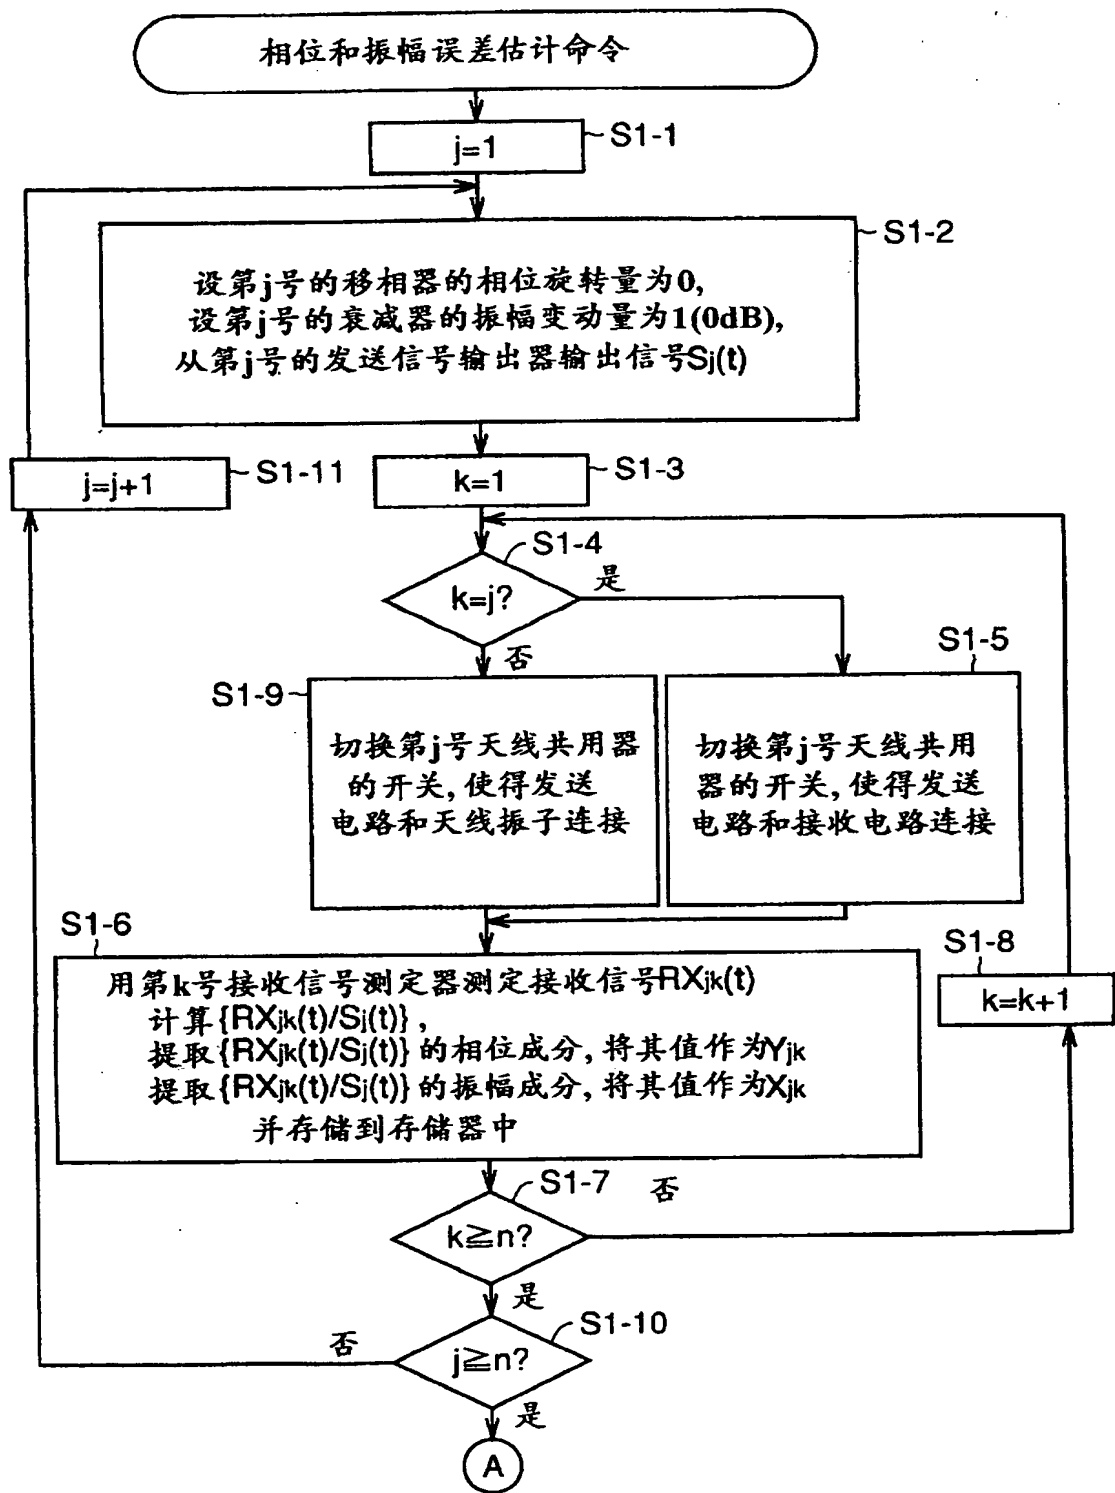 相位和振幅误差估计命令
j=1
S1-1
S1-2
设第j号的移相器的相位旋转量为0,
设第j号的衰减器的振幅变动量为1(0dB),
从第j号的发送信号输出器输出信号Sj(t)
j=j+1
S1-11
k=1
S1-3
S1-4
k=j?
是
否
S1-5
S1-9
切换第j号天线共用器
的开关,使得发送
电路和天线振子连接
切换第j号天线共用
器的开关,使得发送
电路和接收电路连接
S1-6
用第k号接收信号测定器测定接收信号RXjk(t)
计算{RXjk(t)/Sj(t)},
提取{RXjk(t)/Sj(t)}的相位成分,将其值作为Yjk
提取{RXjk(t)/Sj(t)}的振幅成分,将其值作为Xjk
并存储到存储器中
S1-8
k=k+1
S1-7
否
k≧n?
是
S1-10
否
j≧n?
是
A